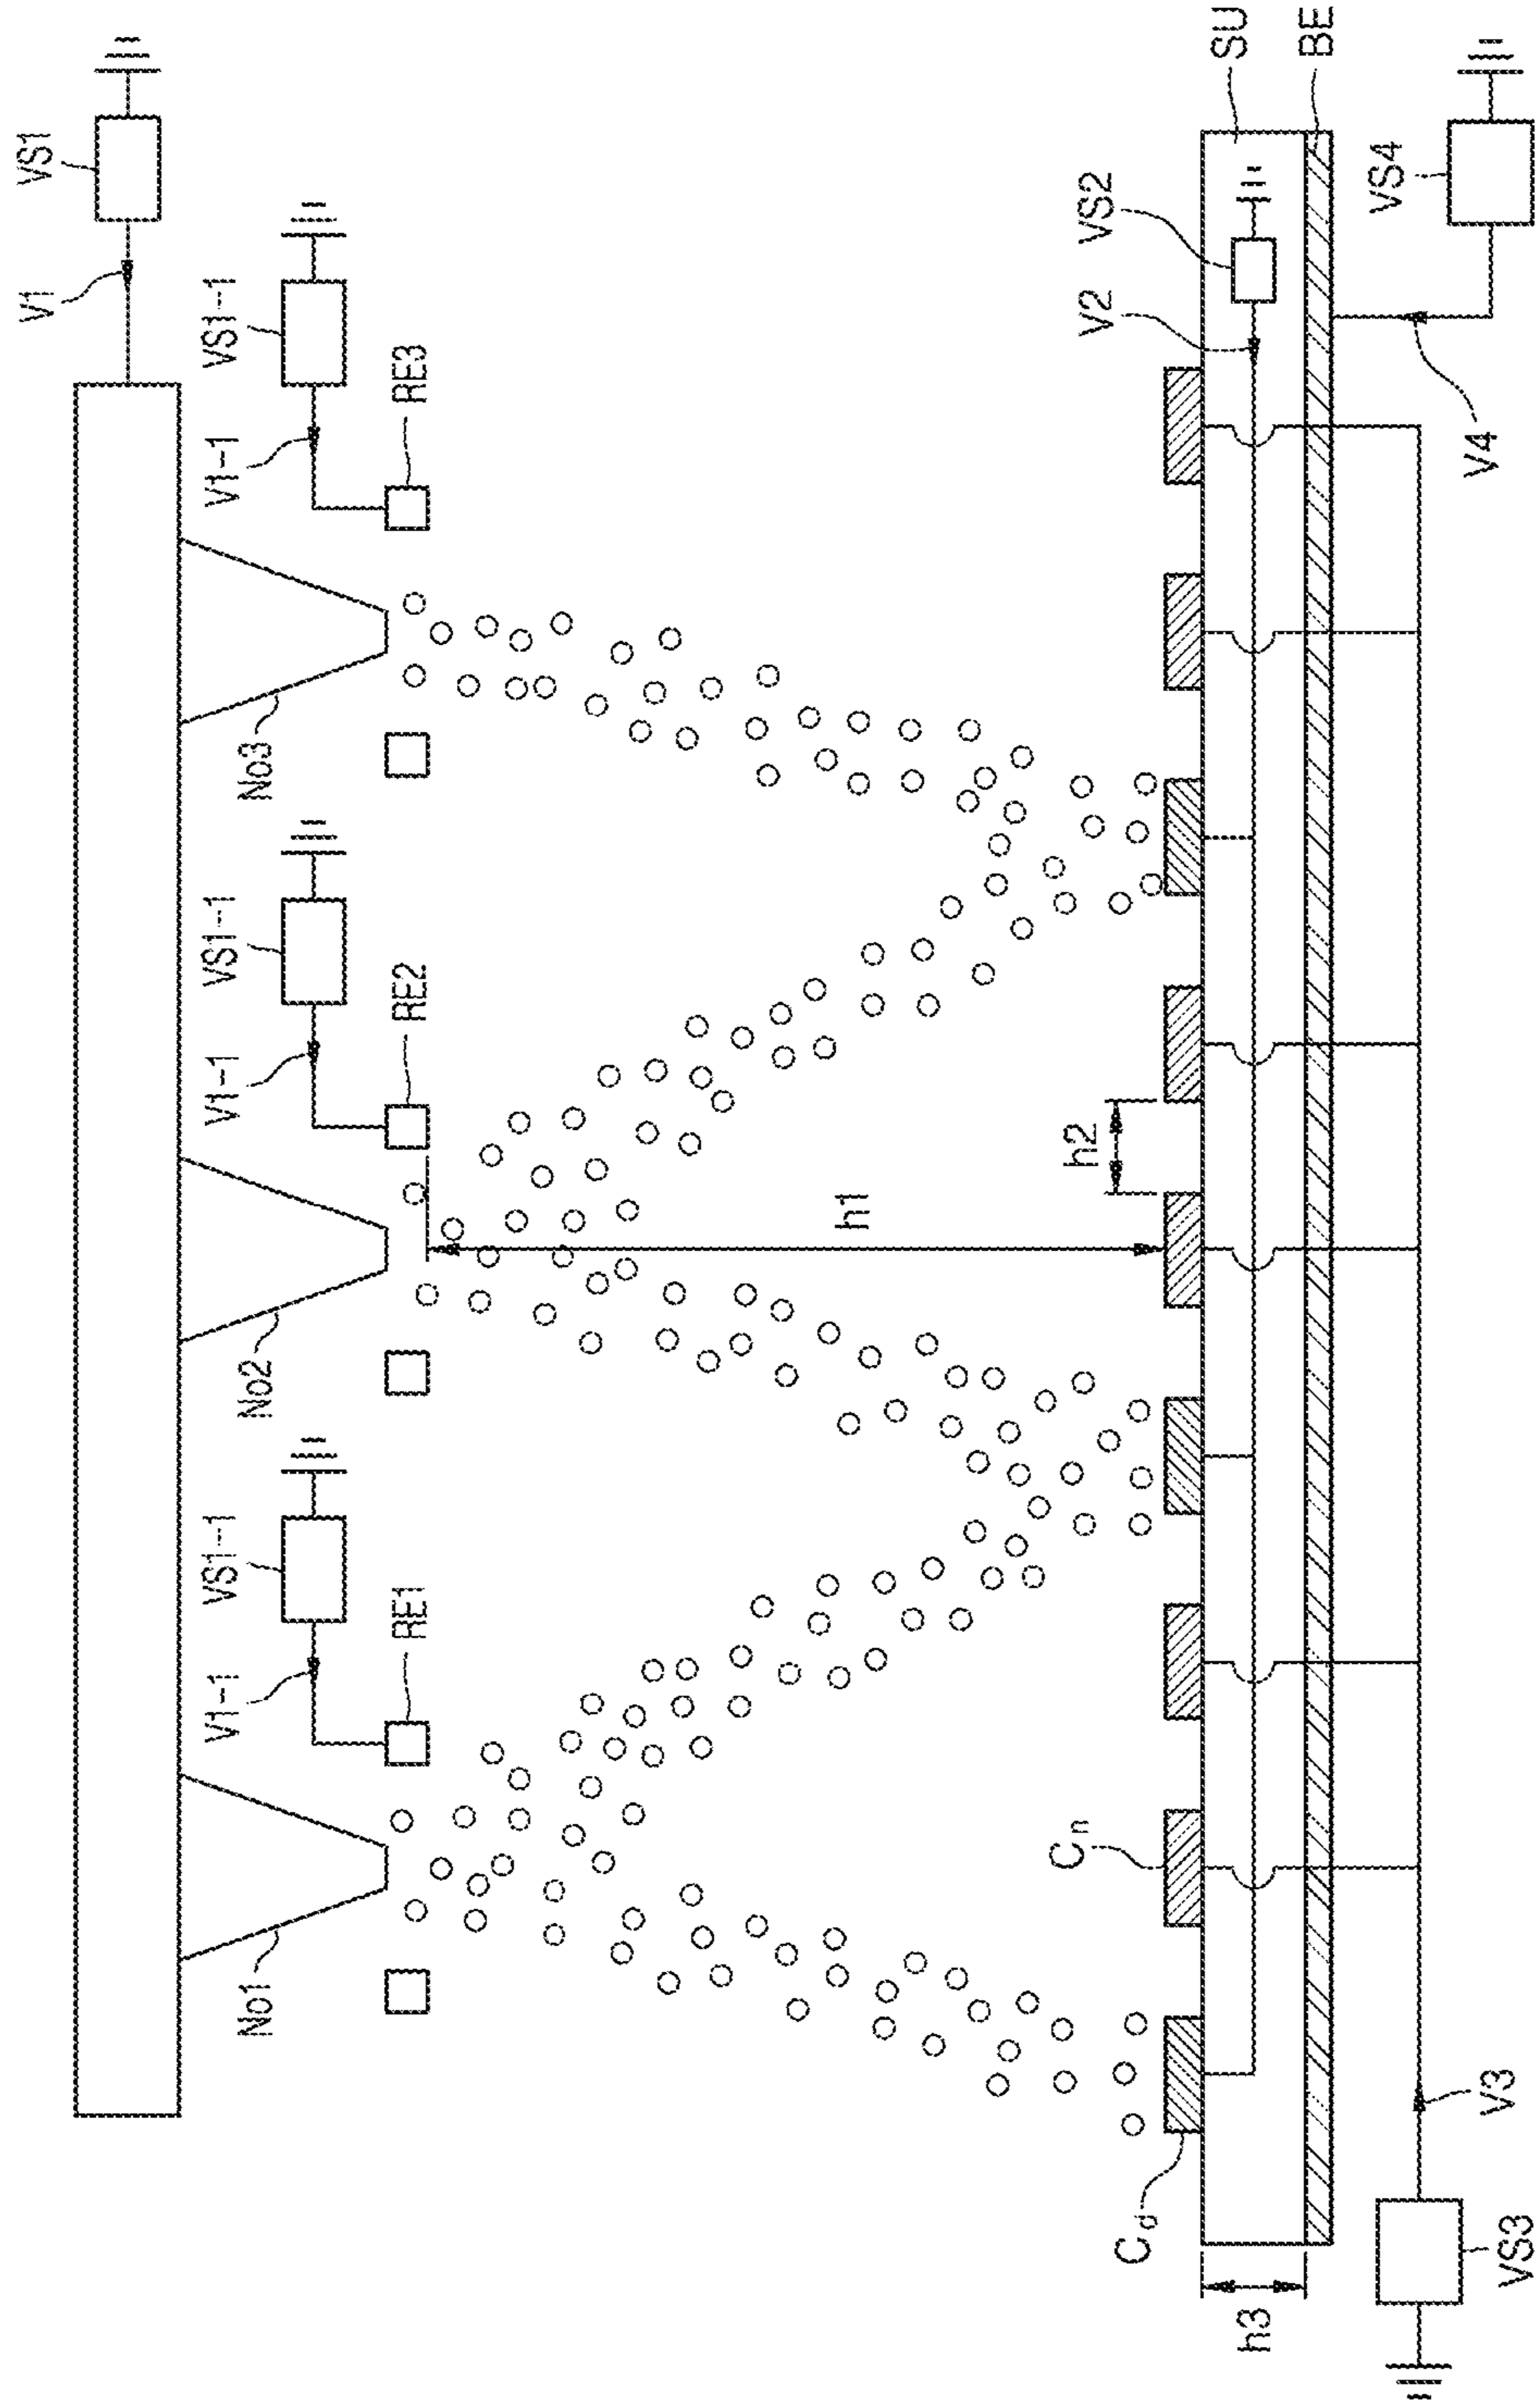 VS1
V1
VS1-1
V1-1
RE3
No3
VS1-1
V1-1
RE2
No2
VS1-1
V1-1
RE1
No1
h1
h2
Cn
Cd
VS2
V2
SU
BE
VS4
V4
V3
VS3
h3